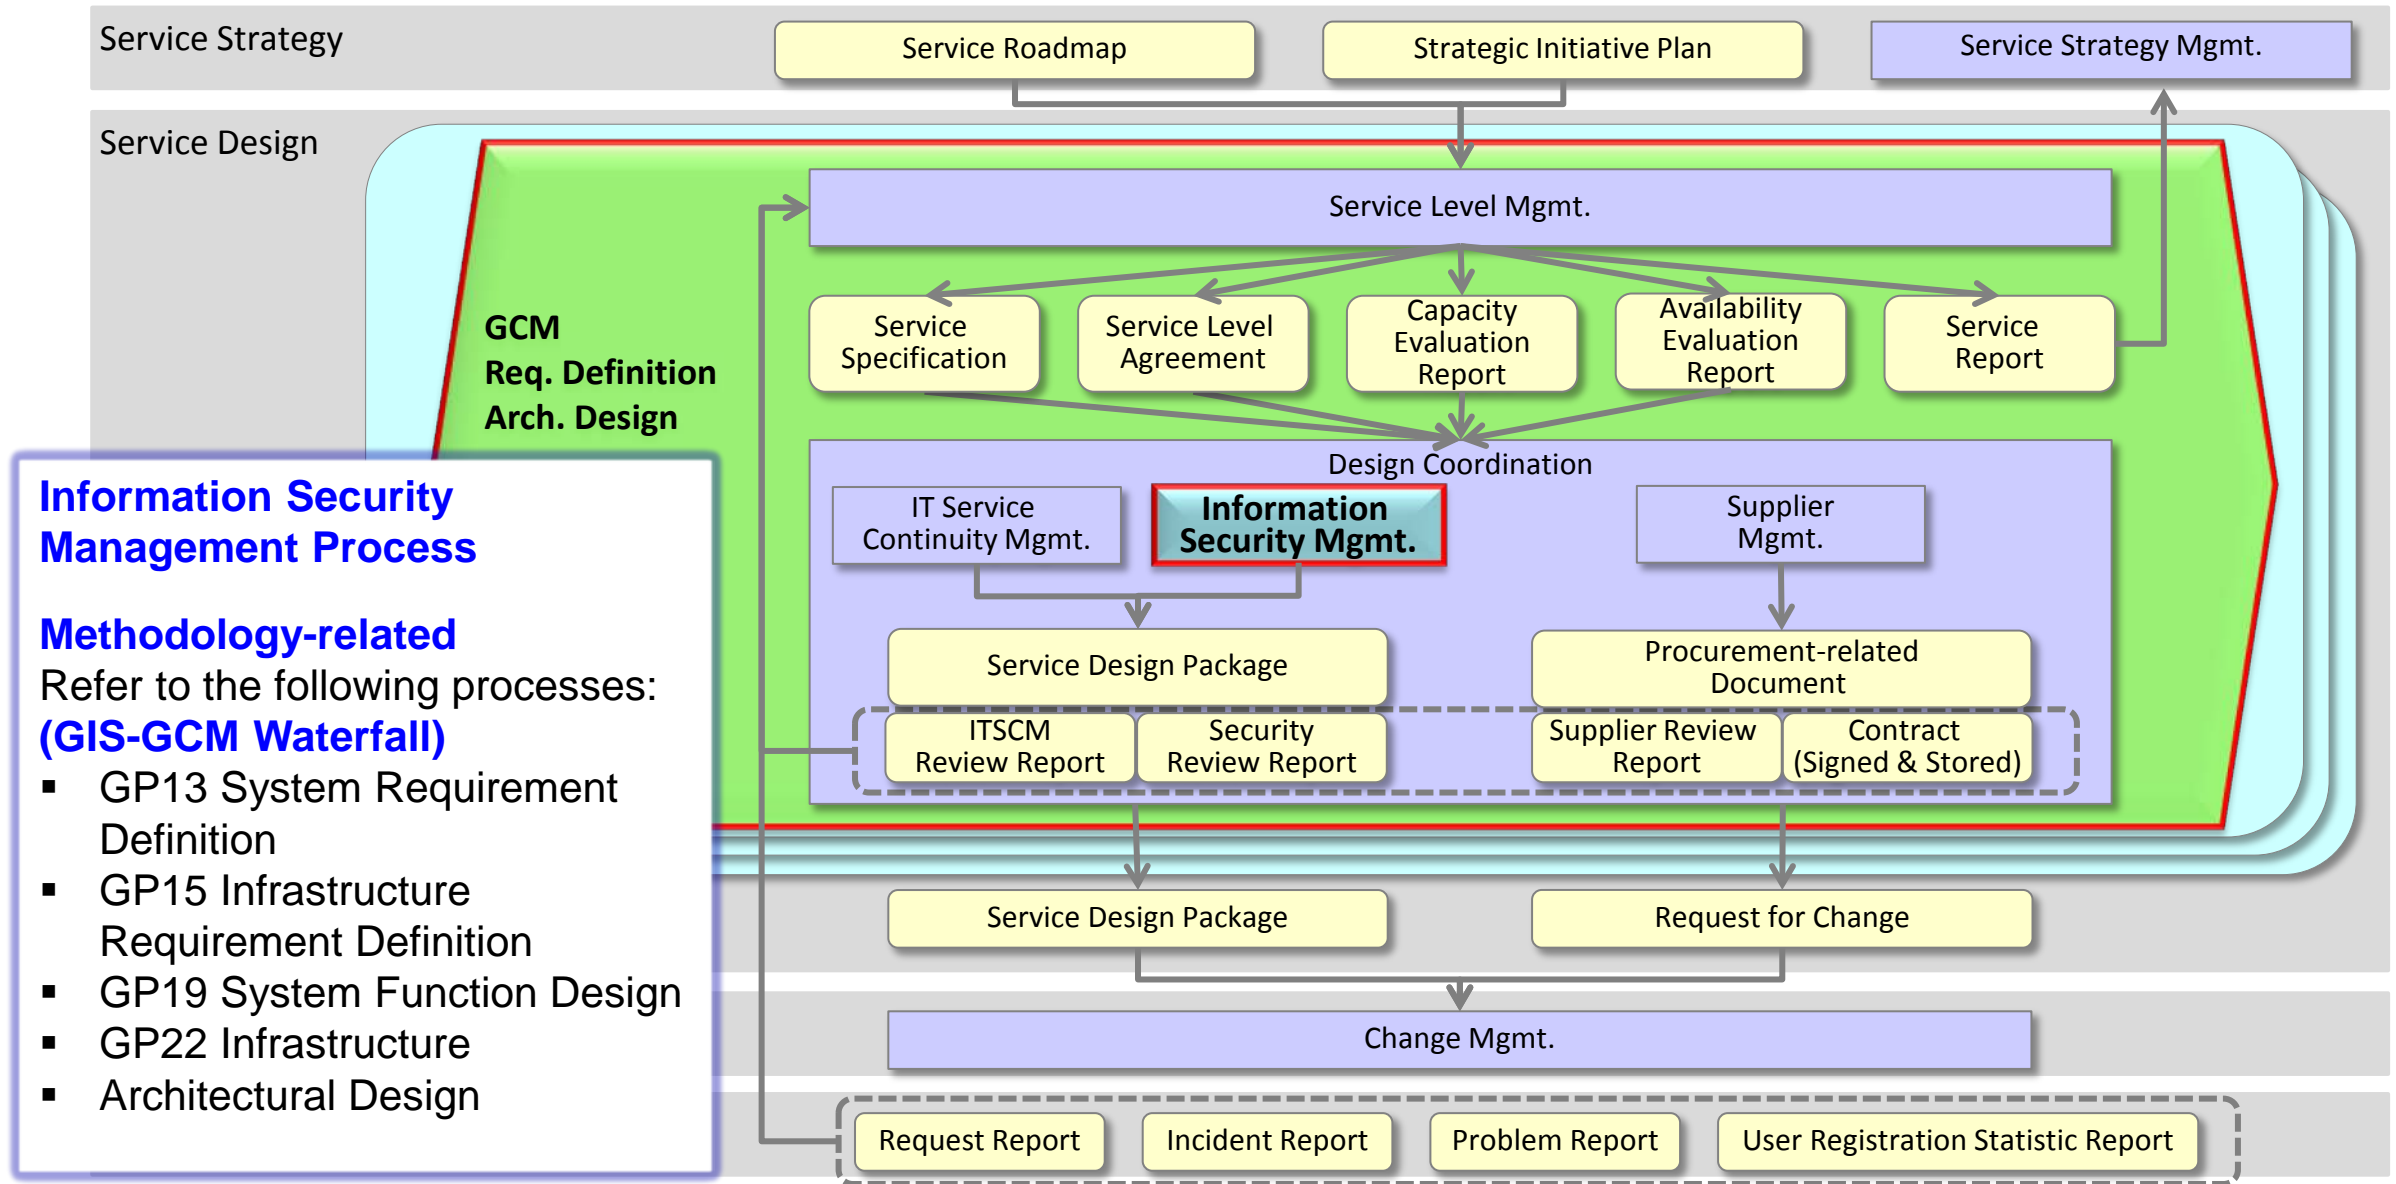 Service Strategy
Service Roadmap
Strategic Initiative Plan
Service Strategy Mgmt.
Service Design
Service Level Mgmt.
GCM
Req. Definition
Arch. Design
Service
Specification
Service Level
Agreement
Capacity
Evaluation
Report
Availability
Evaluation
Report
Service
Report
Design Coordination
IT Service
Continuity Mgmt.
Information
Security Mgmt.
Supplier
Mgmt.
Service Design Package
Procurement-related
Document
ITSCM
Review Report
Security
Review Report
Supplier Review
Report
Contract
(Signed & Stored)
Service Design Package
Request for Change
Change Mgmt.
Request Report
Incident Report
Problem Report
User Registration Statistic Report
Information Security
Management Process
Methodology-related
Refer to the following processes:
(GIS-GCM Waterfall)
▪ GP13 System Requirement
Definition
▪ GP15 Infrastructure
Requirement Definition
▪ GP19 System Function Design
▪ GP22 Infrastructure
▪ Architectural Design